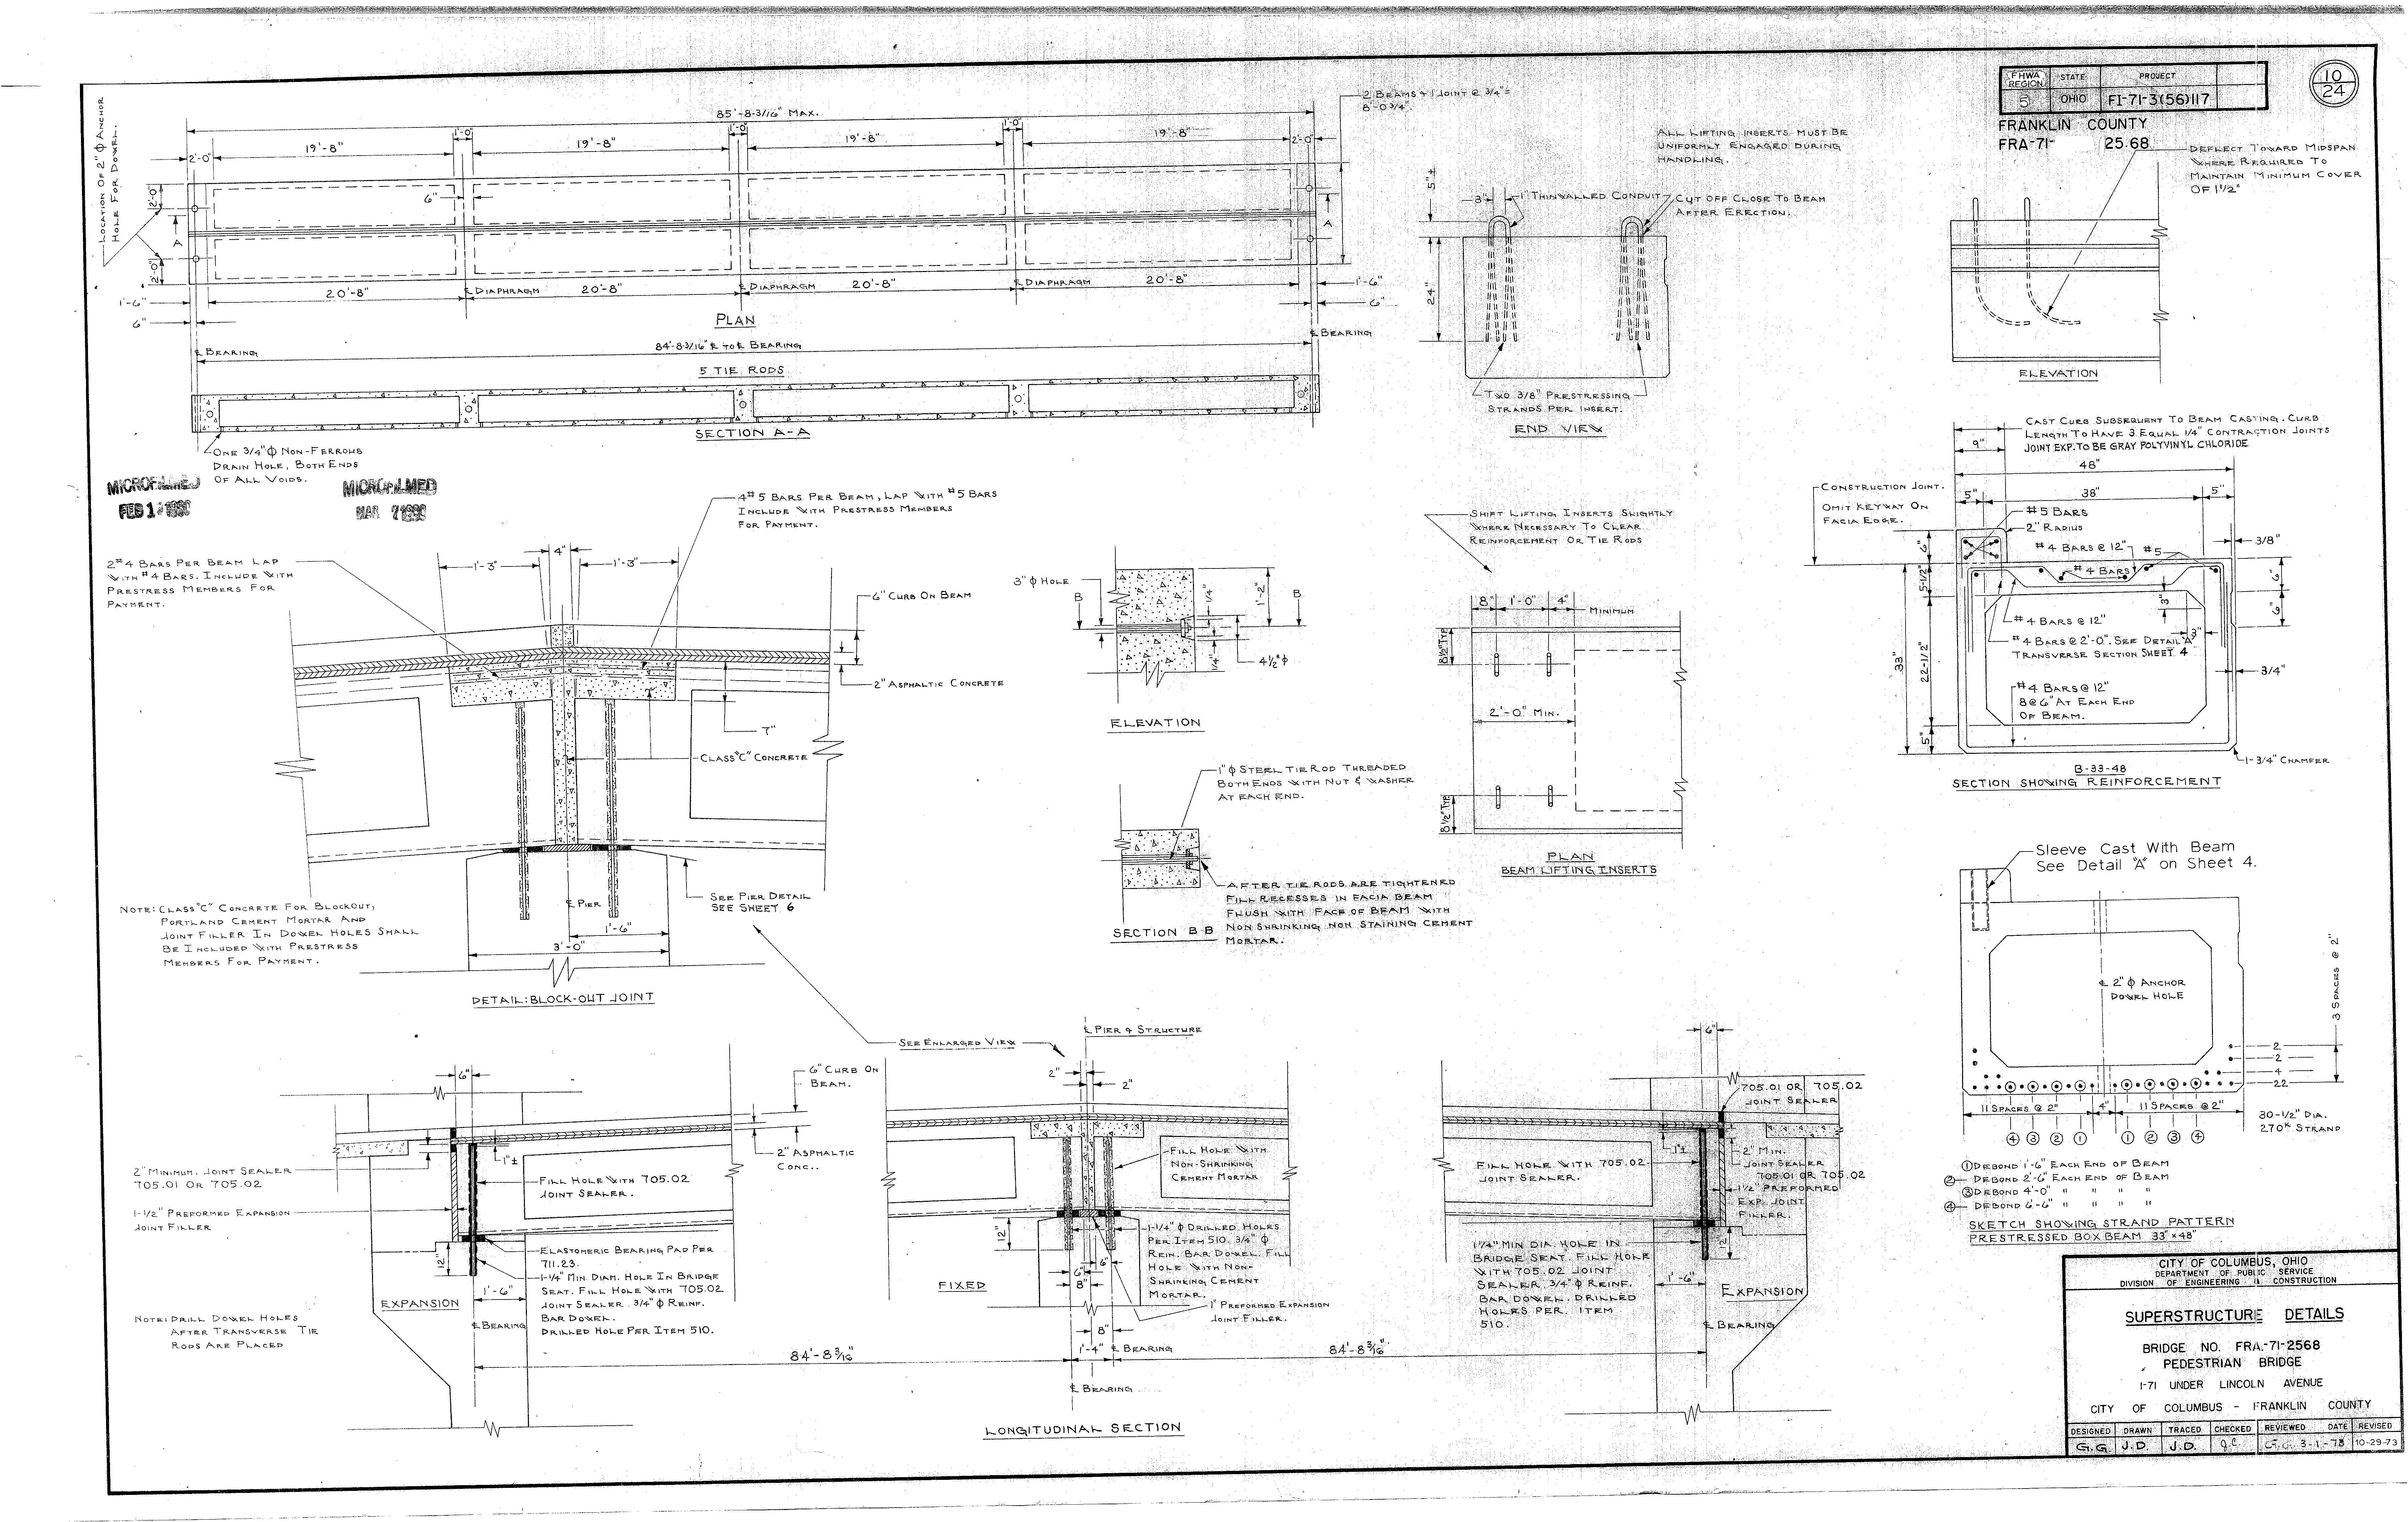 FHWA REGION
STATE
PROJECT
5
OHIO
FI-71-3(56)117
10
24
FRANKLIN COUNTY
FRA-71- 25.68
LOCATION OF 2" Φ ANCHOR
HOLE FOR DOWEL.
85'-8-3/16" MAX.
2 BEAMS & 1 JOINT @ 3/4"=
8'-0 3/4"
2'-0"
19'-8"
1'-0"
19'-8"
1'-0"
19'-8"
1'-0"
19'-8"
2'-0"
2'-0"
A
6"
A
2'-0"
1'-6"
20'-8"
℄ DIAPHRAGM
20'-8"
℄ DIAPHRAGM
20'-8"
℄ DIAPHRAGM
20'-8"
1'-6"
6"
6"
PLAN
℄ BEARING
84'-8-3/16" ℄ TO ℄ BEARING
℄ BEARING
5 TIE RODS
SECTION A-A
ONE 3/4" Φ NON-FERROUS
DRAIN HOLE, BOTH ENDS
OF ALL VOIDS.
MICROFILMED
FEB 1 1980
MICROFILMED
MAR 7 1980
ALL LIFTING INSERTS MUST BE
UNIFORMLY ENGAGED DURING
HANDLING.
5"±
3"
1" THINWALLED CONDUIT
CUT OFF CLOSE TO BEAM
AFTER ERECTION.
24"
TWO 3/8" PRESTRESSING
STRANDS PER INSERT.
END VIEW
DEFLECT TOWARD MIDSPAN
WHERE REQUIRED TO
MAINTAIN MINIMUM COVER
OF 1 1/2"
ELEVATION
CAST CURB SUBSEQUENT TO BEAM CASTING. CURB
LENGTH TO HAVE 3 EQUAL 1/4" CONTRACTION JOINTS
JOINT EXP. TO BE GRAY POLYVINYL CHLORIDE
9"
48"
CONSTRUCTION JOINT.
OMIT KEYWAY ON
FACIA EDGE.
5"
38"
5"
#5 BARS
2" RADIUS
#4 BARS @ 12"
#5
3/8"
6"
#4 BARS
5-1/2"
6"
3"
6"
#4 BARS @ 12"
#4 BARS @ 2'-0". SEE DETAIL "A"
TRANSVERSE SECTION SHEET 4
3"
33"
22-1/2"
3/4"
#4 BARS @ 12"
8 @ 6" AT EACH END
OF BEAM.
5"
1-3/4" CHAMFER
B-33-48
SECTION SHOWING REINFORCEMENT
4 #5 BARS PER BEAM, LAP WITH #5 BARS
INCLUDE WITH PRESTRESS MEMBERS
FOR PAYMENT.
2 #4 BARS PER BEAM LAP
WITH #4 BARS. INCLUDE WITH
PRESTRESS MEMBERS FOR
PAYMENT.
4"
1'-3"
1'-3"
6" CURB ON BEAM
2" ASPHALTIC CONCRETE
7"
CLASS "C" CONCRETE
SEE PIER DETAIL
SEE SHEET 6
℄ PIER
1'-6"
3'-0"
NOTE: CLASS "C" CONCRETE FOR BLOCKOUT,
PORTLAND CEMENT MORTAR AND
JOINT FILLER IN DOWEL HOLES SHALL
BE INCLUDED WITH PRESTRESS
MEMBERS FOR PAYMENT.
DETAIL: BLOCK-OUT JOINT
3" Φ HOLE
B
1/4"
1'-2"
B
1/4"
4 1/2" Φ
ELEVATION
1" Φ STEEL TIE ROD THREADED
BOTH ENDS WITH NUT & WASHER
AT EACH END.
AFTER TIE RODS ARE TIGHTENED
FILL RECESSES IN FACIA BEAM
FLUSH WITH FACE OF BEAM WITH
NON SHRINKING NON STAINING CEMENT
MORTAR.
SECTION B-B
SHIFT LIFTING INSERTS SLIGHTLY
WHERE NECESSARY TO CLEAR
REINFORCEMENT OR TIE RODS
8"
1'-0"
4"
MINIMUM
8 1/2" TYP.
2'-0" MIN.
8 1/2" TYP.
PLAN
BEAM LIFTING INSERTS
Sleeve Cast With Beam
See Detail "A" on Sheet 4.
℄ 2" Φ ANCHOR
DOWEL HOLE
3 SPACES @ 2"
2
2
4
22
11 SPACES @ 2"
4"
11 SPACES @ 2"
30-1/2" DIA.
270K STRAND
④ ③ ② ① ① ② ③ ④
① DEBOND 1'-6" EACH END OF BEAM
② DEBOND 2'-6" EACH END OF BEAM
③ DEBOND 4'-0" " " "
④ DEBOND 6'-6" " " "
SKETCH SHOWING STRAND PATTERN
PRESTRESSED BOX BEAM 33" x 48"
SEE ENLARGED VIEW
℄ PIER & STRUCTURE
6"
6" CURB ON
BEAM.
2" ASPHALTIC
CONC..
1"±
2" MINIMUM. JOINT SEALER
705.01 OR 705.02
1-1/2" PREFORMED EXPANSION
JOINT FILLER
FILL HOLE WITH 705.02
JOINT SEALER.
ELASTOMERIC BEARING PAD PER
711.23.
1-1/4" MIN. DIAM. HOLE IN BRIDGE
SEAT. FILL HOLE WITH 705.02
JOINT SEALER 3/4" Φ REINF.
BAR DOWEL.
DRILLED HOLE PER ITEM 510.
12"
1'-6"
EXPANSION
℄ BEARING
NOTE: DRILL DOWEL HOLES
AFTER TRANSVERSE TIE
RODS ARE PLACED
2"
2"
FILL HOLE WITH
NON-SHRINKING
CEMENT MORTAR
1-1/4" Φ DRILLED HOLES
PER ITEM 510. 3/4" Φ
REIN. BAR DOWEL. FILL
HOLE WITH NON-
SHRINKING CEMENT
MORTAR.
1" PREFORMED EXPANSION
JOINT FILLER.
12"
FIXED
6"
6"
8"
8"
84'-8 3/16"
1'-4"
℄ BEARING
84'-8 3/16"
℄ BEARING
LONGITUDINAL SECTION
6"
705.01 OR 705.02
JOINT SEALER
1"±
2" MIN.
JOINT SEALER
705.01 OR 705.02
1 1/2" PREFORMED
EXP. JOINT
FILLER.
FILL HOLE WITH 705.02
JOINT SEALER.
1 1/4" MIN DIA. HOLE IN
BRIDGE SEAT. FILL HOLE
WITH 705.02 JOINT
SEALER 3/4" Φ REINF.
BAR DOWEL. DRILLED
HOLES PER ITEM
510.
12"
1'-6"
EXPANSION
℄ BEARING
CITY OF COLUMBUS, OHIO
DEPARTMENT OF PUBLIC SERVICE
DIVISION OF ENGINEERING & CONSTRUCTION
SUPERSTRUCTURE DETAILS
BRIDGE NO. FRA.-71-2568
PEDESTRIAN BRIDGE
I-71 UNDER LINCOLN AVENUE
CITY OF COLUMBUS - FRANKLIN COUNTY
DESIGNED DRAWN TRACED CHECKED REVIEWED DATE REVISED
G.G. J.D. J.D. 3-1-73 10-29-73